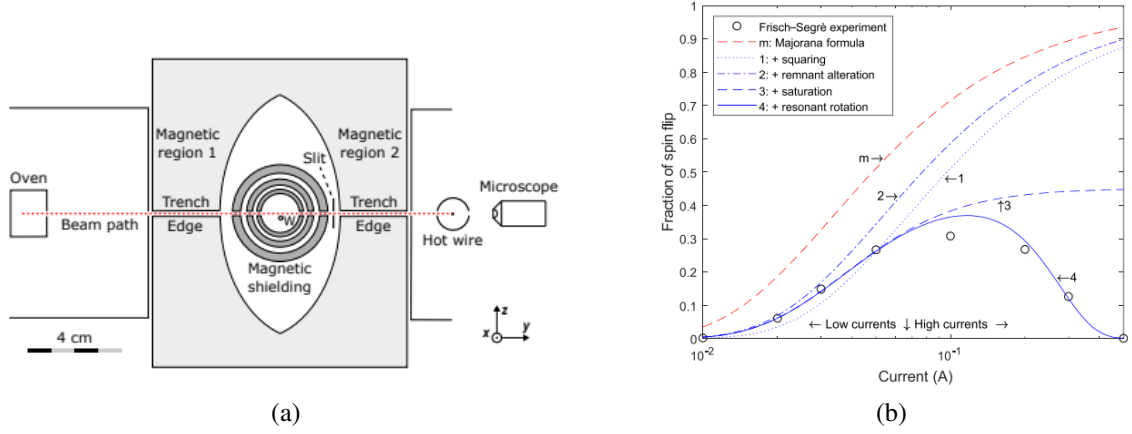 Oven
Beam path
Magnetic
region 1
Trench
Edge
W
Magnetic
shielding
Slit
Magnetic
region 2
Trench
Edge
Hot wire
Microscope
4 cm
z
x
y
(a)
Fraction of spin flip
1
0.9
0.8
0.7
0.6
0.5
0.4
0.3
0.2
0.1
0
Frisch–Segrè experiment
m: Majorana formula
1: + squaring
2: + remnant alteration
3: + saturation
4: + resonant rotation
m→
2→
←1
↑3
←4
← Low currents ↓ High currents →
10⁻²
10⁻¹
Current (A)
(b)